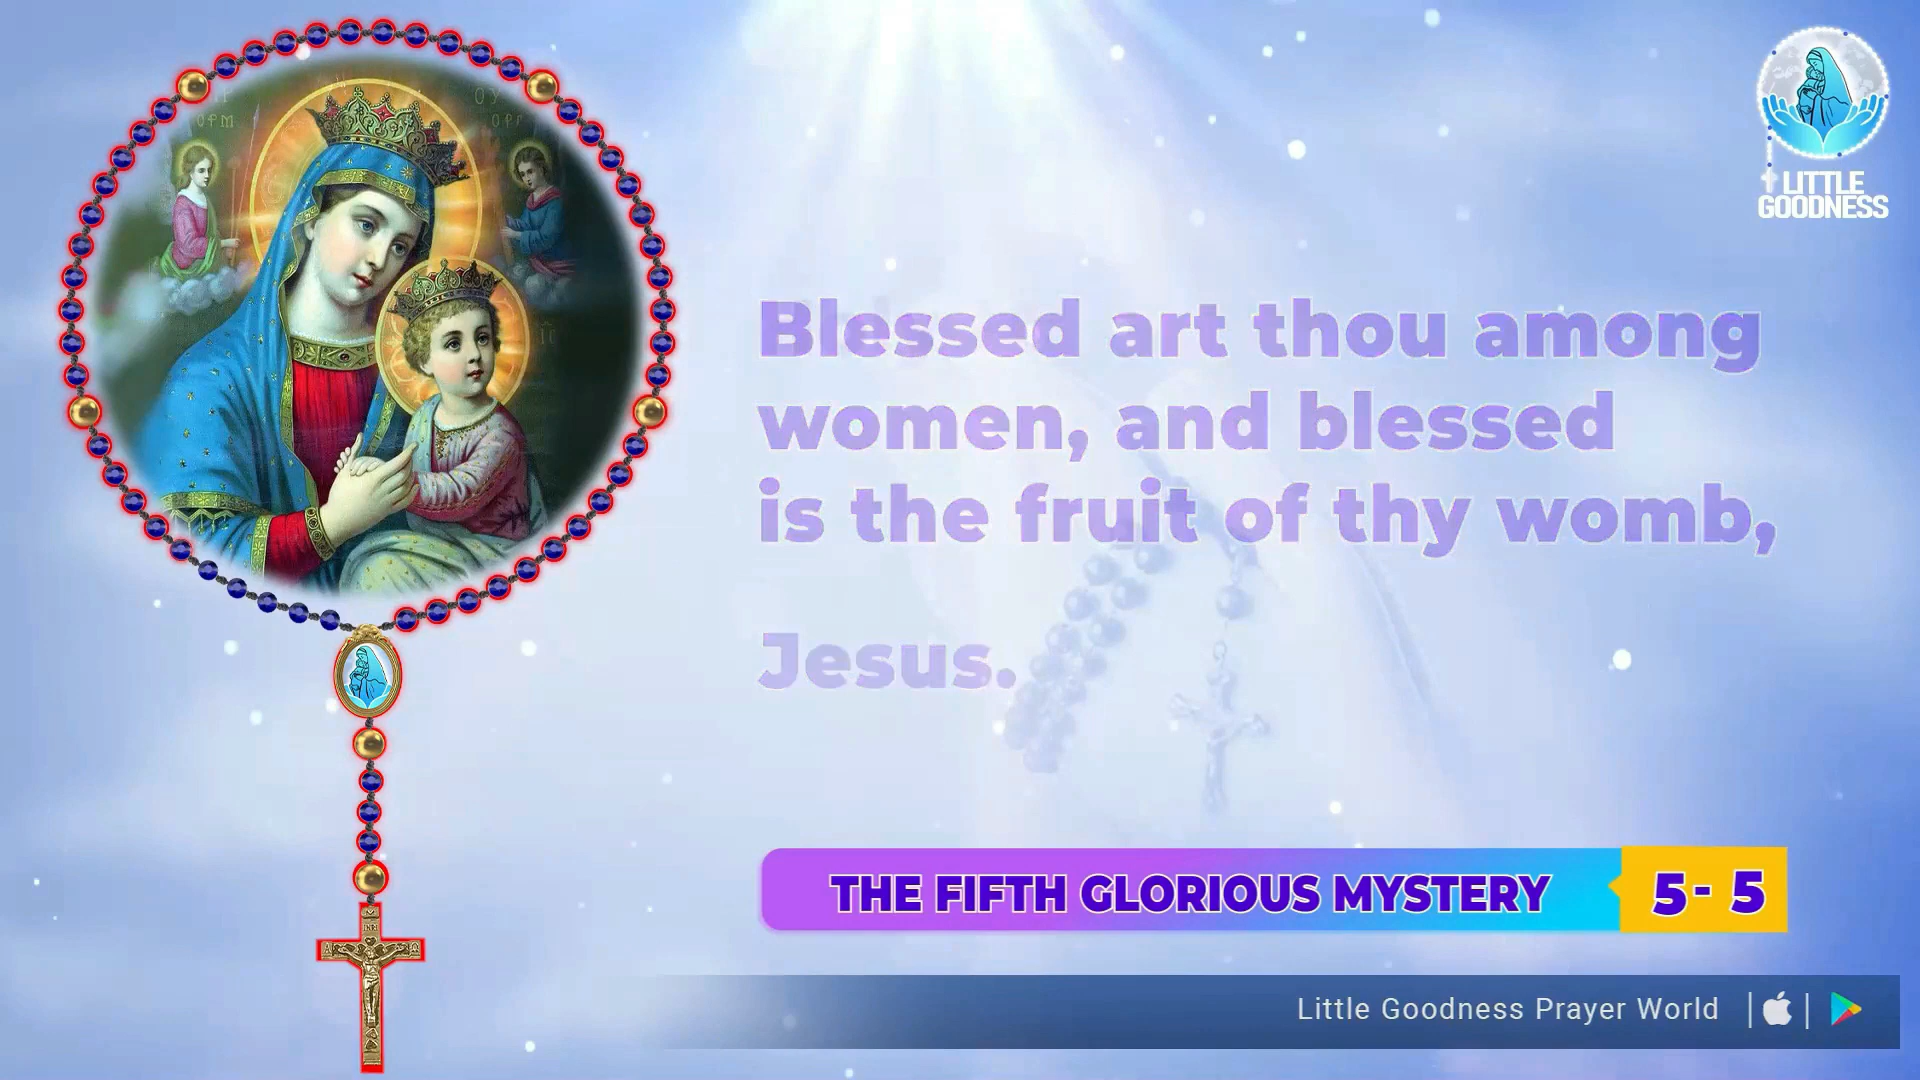 LITTLE
GOODNESS
Blessed art thou among
women, and blessed
is the fruit of thy womb,
Jesus.
THE FIFTH GLORIOUS MYSTERY 5- 5
Little Goodness Prayer World
INRI